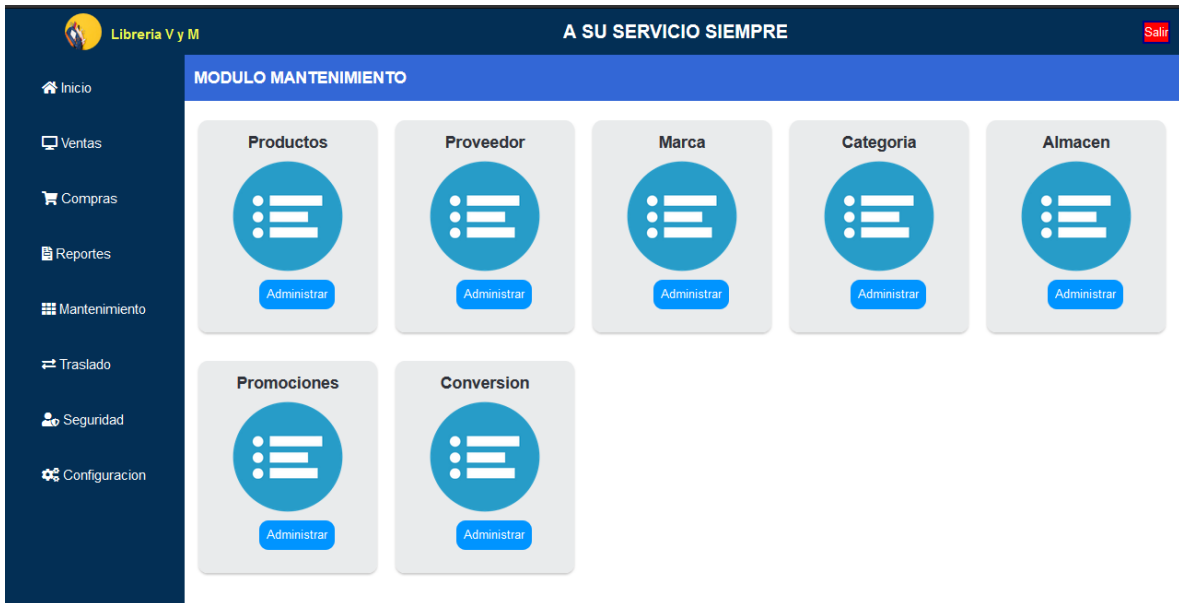 Libreria V y M
A SU SERVICIO SIEMPRE
Salir
Inicio
Ventas
Compras
Reportes
Mantenimiento
Traslado
Seguridad
Configuracion
MODULO MANTENIMIENTO
Productos
Administrar
Proveedor
Administrar
Marca
Administrar
Categoria
Administrar
Almacen
Administrar
Promociones
Administrar
Conversion
Administrar